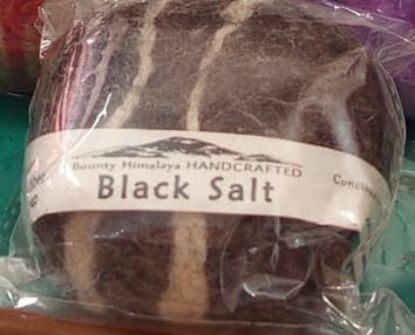 Bounty Himalaya HANDCRAFTED
Black Salt